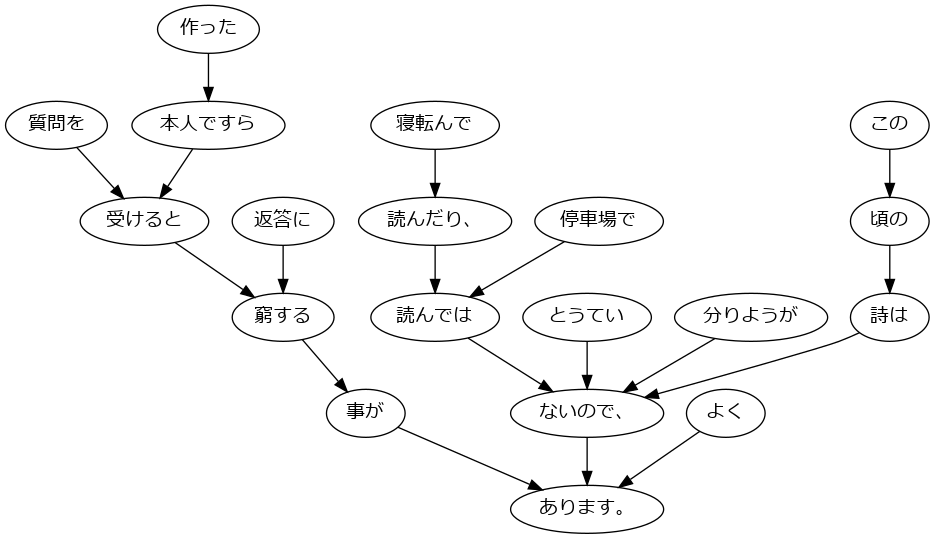 作った
質問を 本人ですら 寝転んで この
受けると 返答に 読んだり、 停車場で 頃の
窮する 読んでは とうてい 分りようが 詩は
事が ないので、 よく
あります。